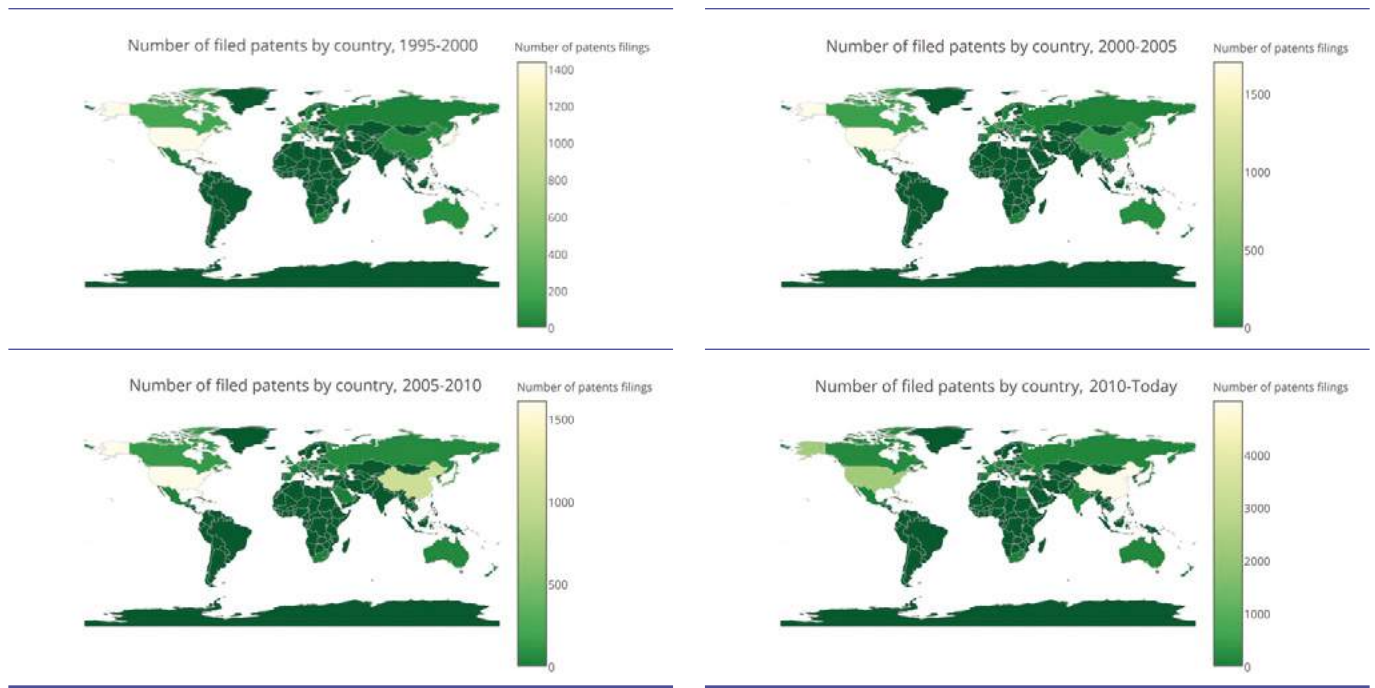 Number of filed patents by country, 1995-2000
Number of patents filings
1400
1200
1000
800
600
400
200
0
Number of filed patents by country, 2000-2005
Number of patents filings
1500
1000
500
0
Number of filed patents by country, 2005-2010
Number of patents filings
1500
1000
500
0
Number of filed patents by country, 2010-Today
Number of patents filings
4000
3000
2000
1000
0